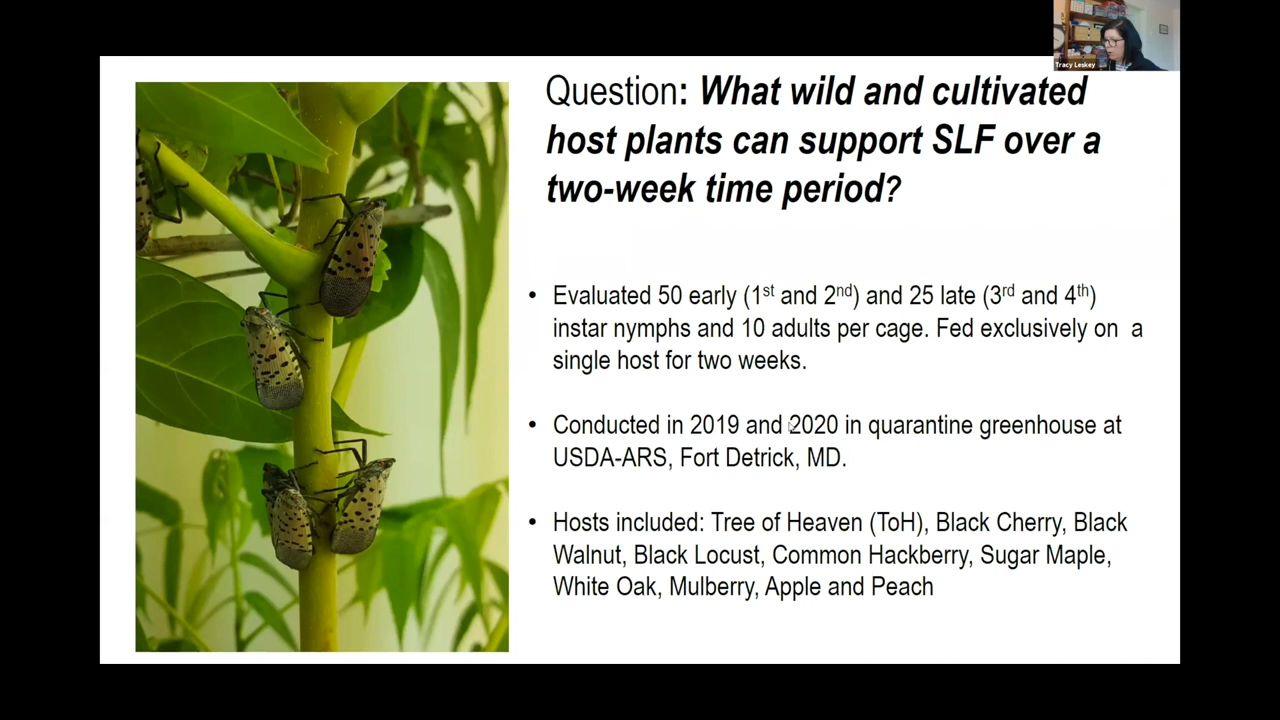 Tracy Leskey
Question: What wild and cultivated
host plants can support SLF over a
two-week time period?
• Evaluated 50 early (1st and 2nd) and 25 late (3rd and 4th)
instar nymphs and 10 adults per cage. Fed exclusively on a
single host for two weeks.
• Conducted in 2019 and 2020 in quarantine greenhouse at
USDA-ARS, Fort Detrick, MD.
• Hosts included: Tree of Heaven (ToH), Black Cherry, Black
Walnut, Black Locust, Common Hackberry, Sugar Maple,
White Oak, Mulberry, Apple and Peach